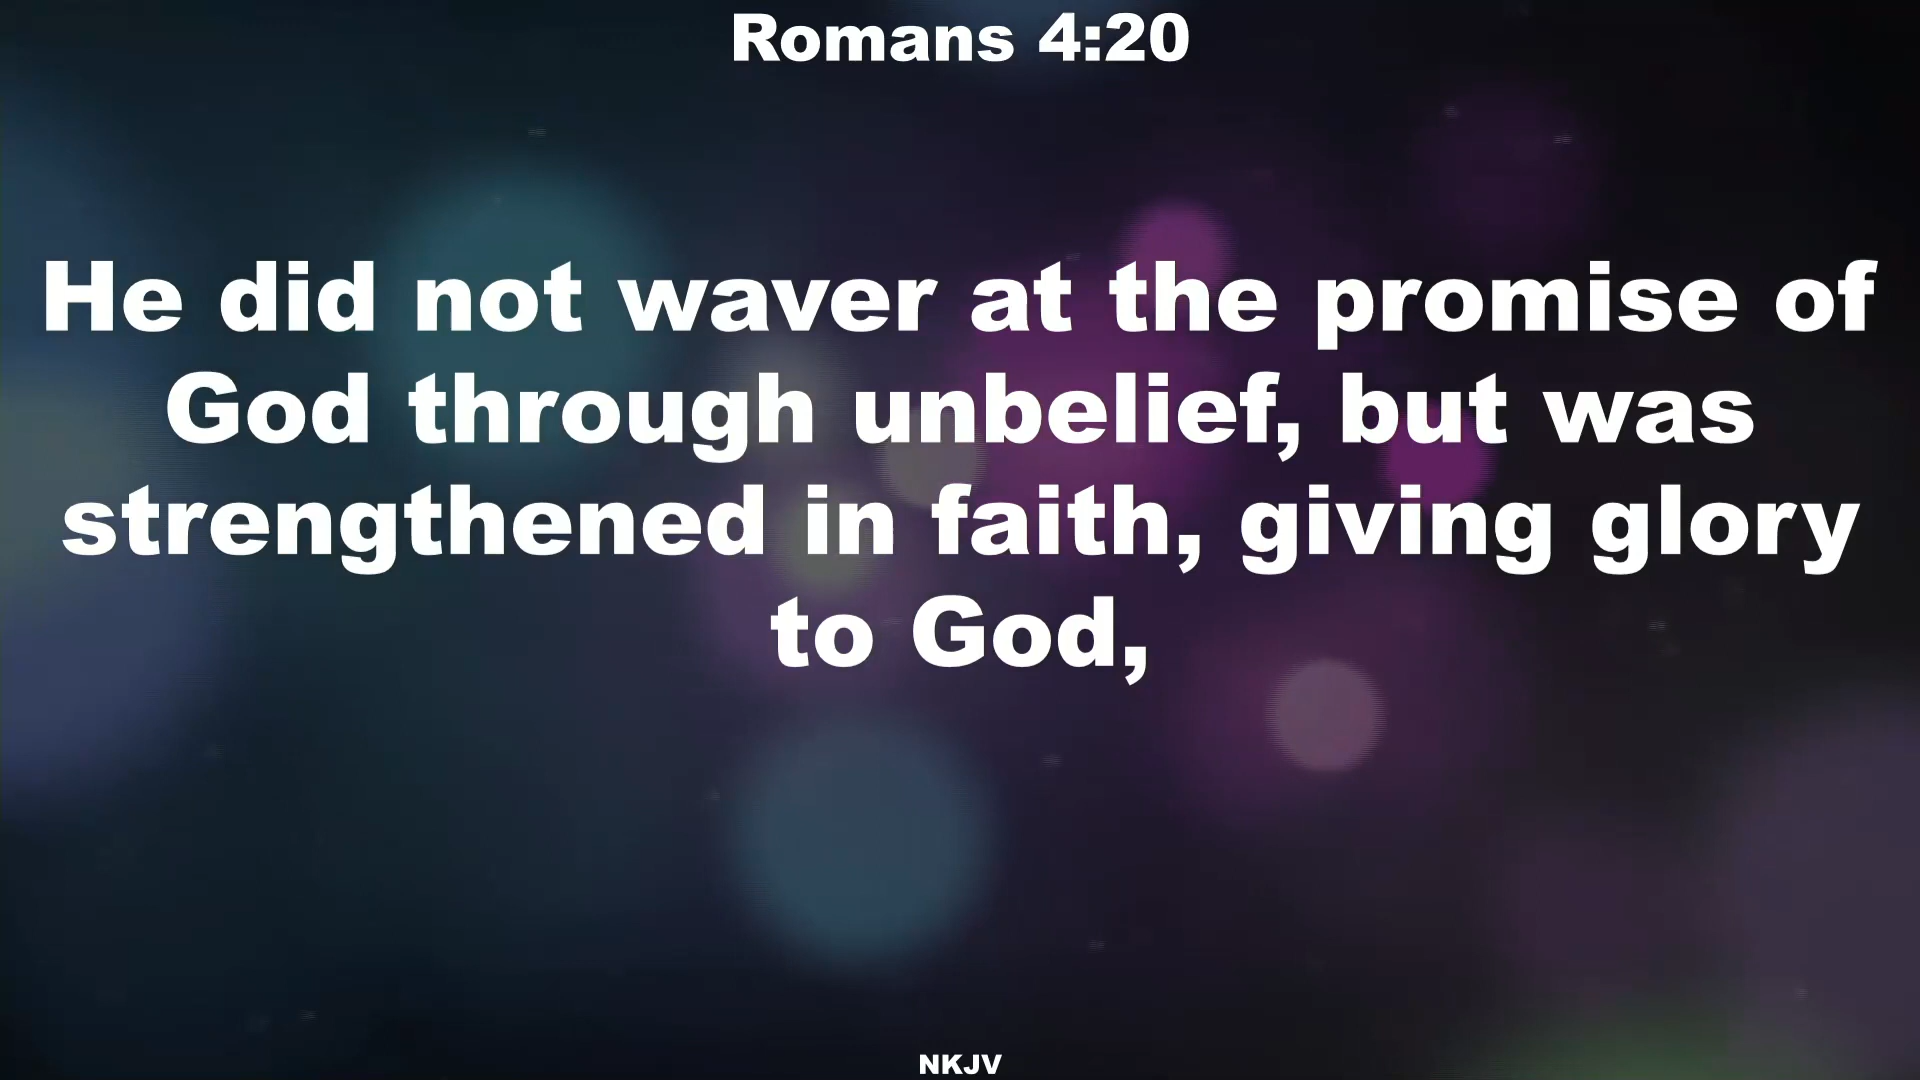 Romans 4:20
He did not waver at the promise of
God through unbelief, but was
strengthened in faith, giving glory
to God,
NKJV